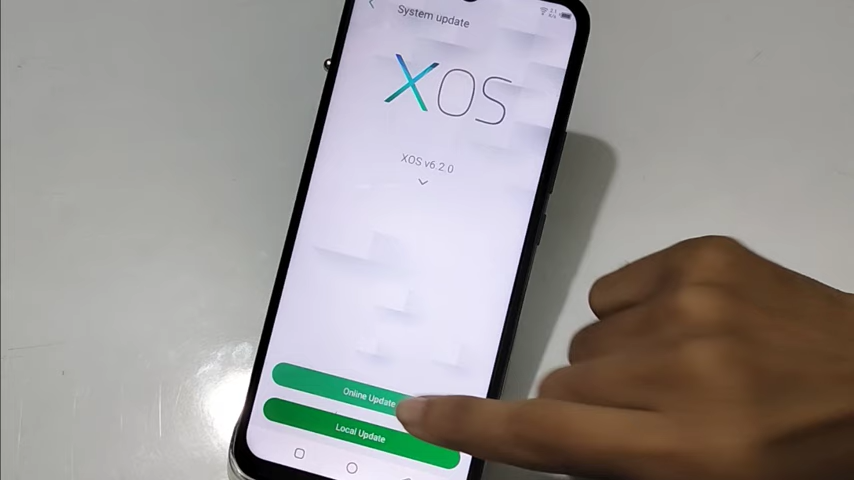 System update
XOS
XOS v6.2.0
Online Update
Local Update